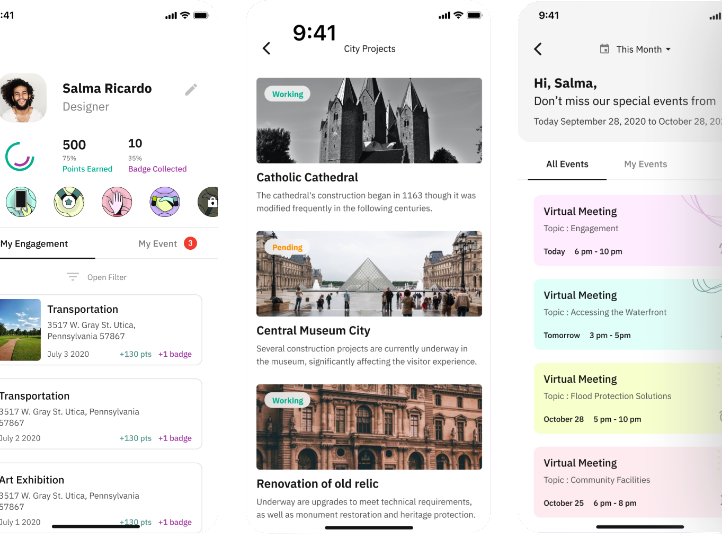 :41
Salma Ricardo
Designer
500
75%
Points Earned
10
35%
Badge Collected
My Engagement
My Event
3
Open Filter
Transportation
3517 W. Gray St. Utica,
Pennsylvania 57867
July 3 2020
+130 pts
+1 badge
Transportation
3517 W. Gray St. Utica, Pennsylvania
57867
July 2 2020
+130 pts
+1 badge
Art Exhibition
3517 W. Gray St. Utica, Pennsylvania
57867
July 1 2020
+130 pts
+1 badge
9:41
City Projects
Working
Catholic Cathedral
The cathedral's construction began in 1163 though it was
modified frequently in the following centuries.
Pending
Central Museum City
Several construction projects are currently underway in
the museum, significantly affecting the visitor experience.
Working
Renovation of old relic
Underway are upgrades to meet technical requirements,
as well as monument restoration and heritage protection.
9:41
This Month
Hi, Salma,
Don't miss our special events from
Today September 28, 2020 to October 28, 202
All Events
My Events
Virtual Meeting
Topic : Engagement
Today
6 pm - 10 pm
Virtual Meeting
Topic : Accessing the Waterfront
Tomorrow
3 pm - 5pm
Virtual Meeting
Topic : Flood Protection Solutions
October 28
5 pm - 10 pm
Virtual Meeting
Topic : Community Facilities
October 25
6 pm - 8 pm